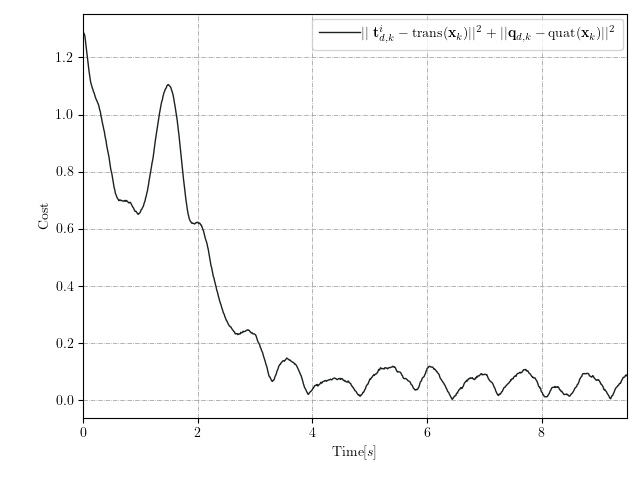 || t^i_{d,k} − trans(x_k)||² + ||q_{d,k} − quat(x_k)||²
1.2
1.0
0.8
0.6
0.4
0.2
0.0
Cost
0 2 4 6 8
Time[s]